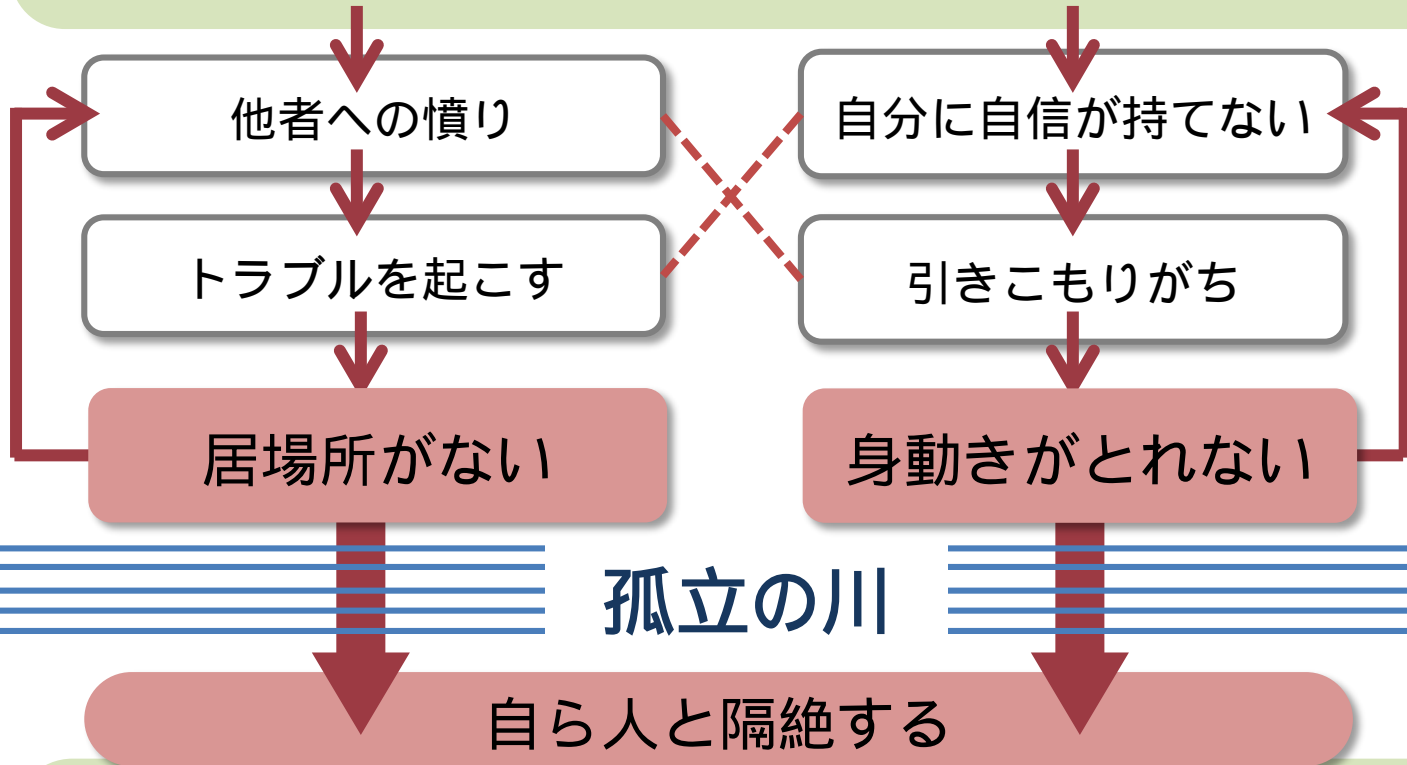 他者への憤り
自分に自信が持てない
トラブルを起こす
引きこもりがち
居場所がない
身動きがとれない
孤立の川
自ら人と隔絶する